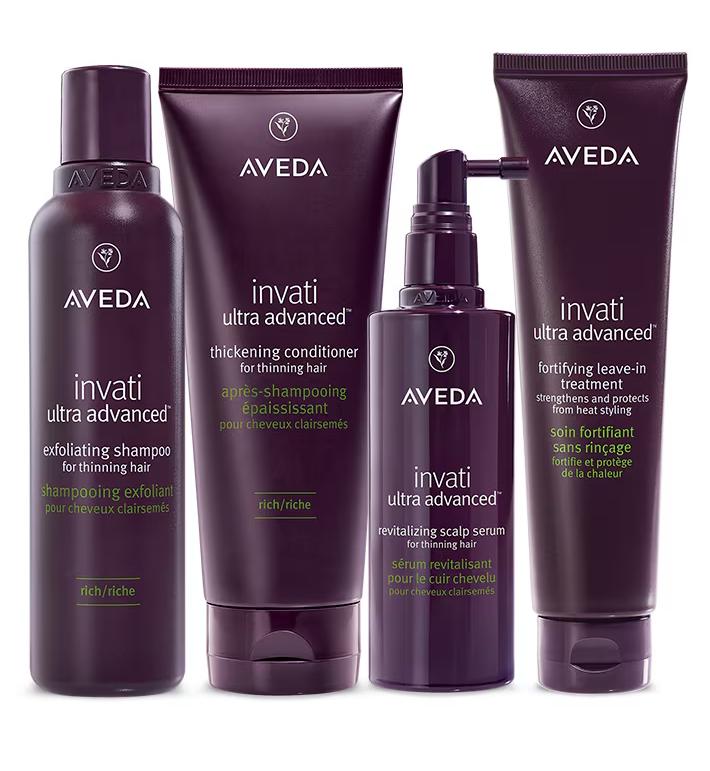 AVEDA
AVEDA
invati
ultra advanced™
exfoliating shampoo
for thinning hair
shampooing exfoliant
pour cheveux clairsemés
rich/riche
AVEDA
invati
ultra advanced™
thickening conditioner
for thinning hair
après-shampooing
épaississant
pour cheveux clairsemés
rich/riche
AVEDA
AVEDA
invati
ultra advanced™
revitalizing scalp serum
for thinning hair
sérum revitalisant
pour le cuir chevelu
pour cheveux clairsemés
AVEDA
invati
ultra advanced™
fortifying leave-in
treatment
strengthens and protects
from heat styling
soin fortifiant
sans rinçage
fortifie et protège
de la chaleur